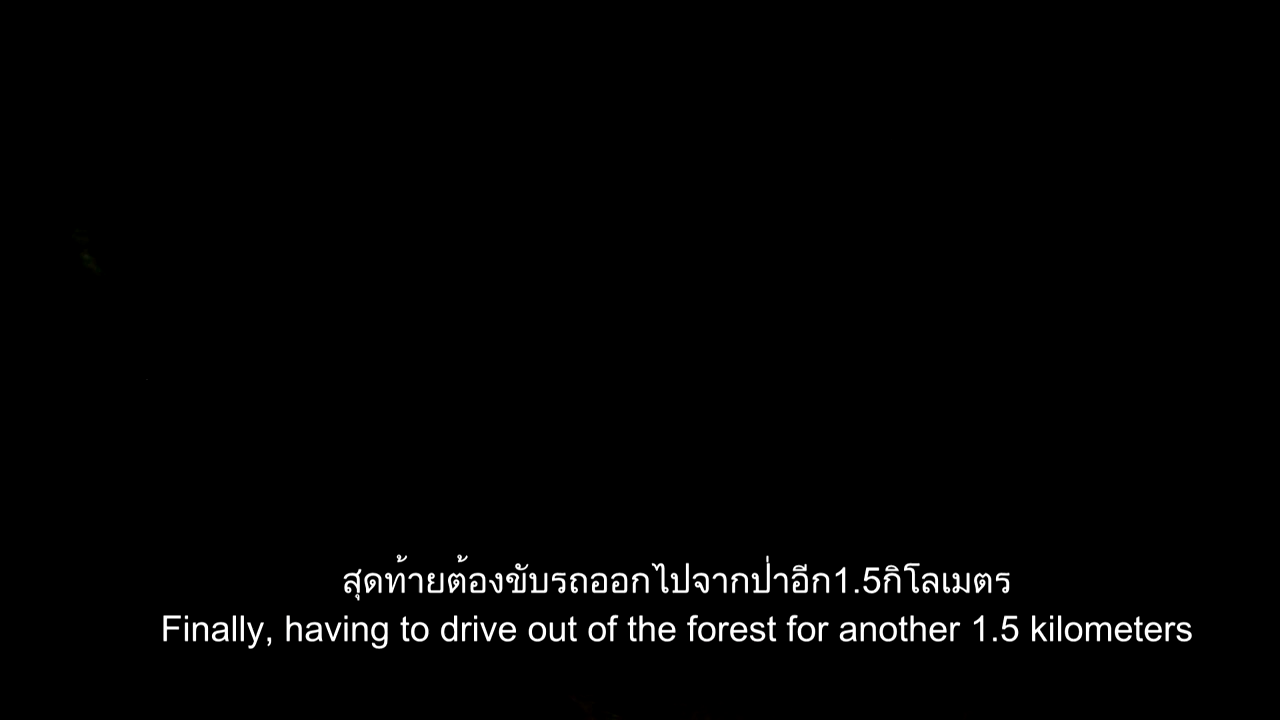 สุดท้ายต้องขับรถออกไปจากป่าอีก1.5กิโลเมตร
Finally, having to drive out of the forest for another 1.5 kilometers